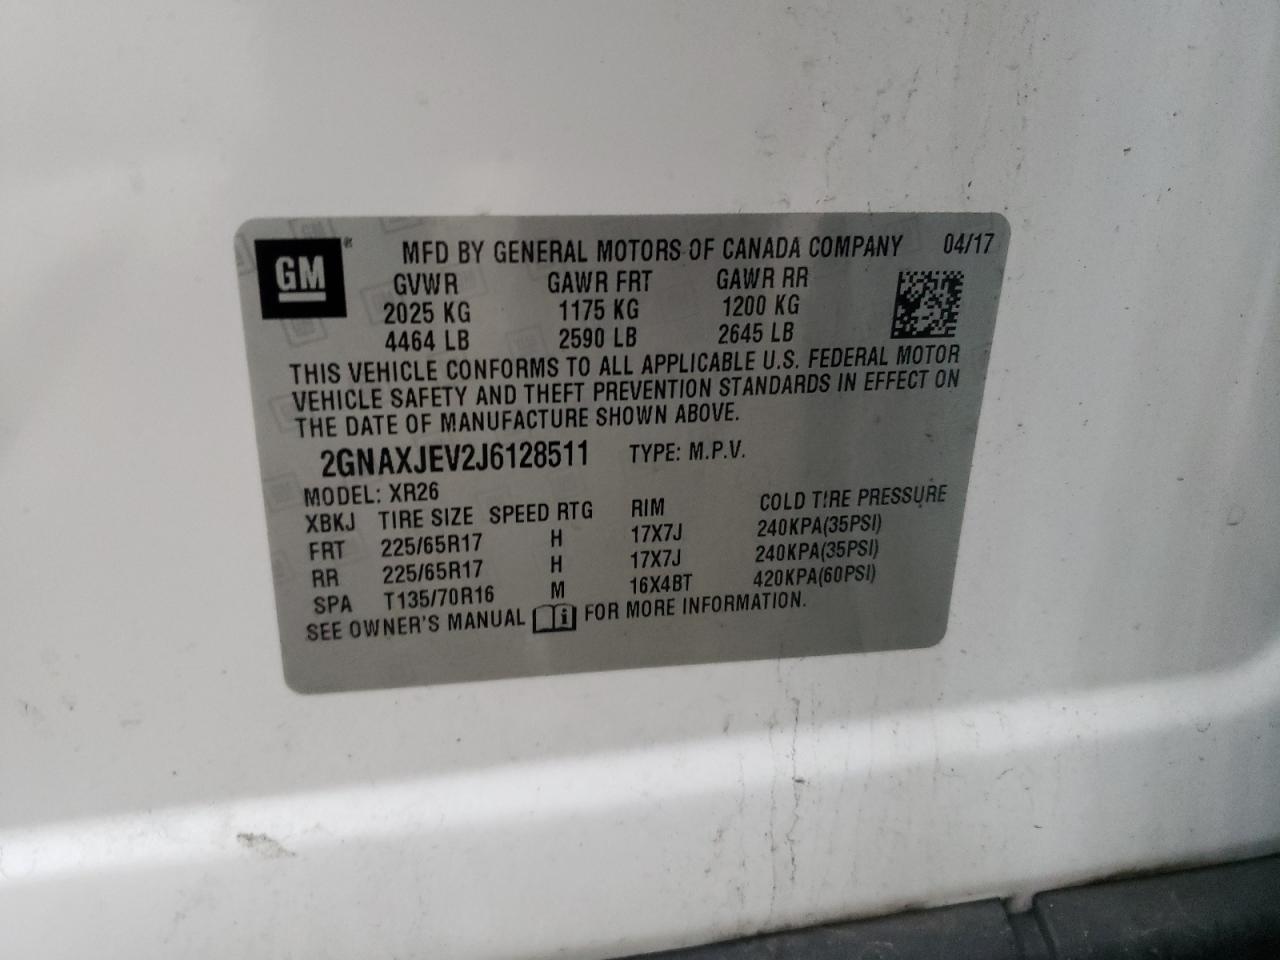 GM ® MFD BY GENERAL MOTORS OF CANADA COMPANY 04/17
GVWR GAWR FRT GAWR RR
2025 KG 1175 KG 1200 KG
4464 LB 2590 LB 2645 LB
THIS VEHICLE CONFORMS TO ALL APPLICABLE U.S. FEDERAL MOTOR
VEHICLE SAFETY AND THEFT PREVENTION STANDARDS IN EFFECT ON
THE DATE OF MANUFACTURE SHOWN ABOVE.
2GNAXJEV2J6128511 TYPE: M.P.V.
MODEL: XR26
XBKJ TIRE SIZE SPEED RTG RIM COLD TIRE PRESSURE
FRT 225/65R17 H 17X7J 240KPA(35PSI)
RR 225/65R17 H 17X7J 240KPA(35PSI)
SPA T135/70R16 M 16X4BT 420KPA(60PSI)
SEE OWNER'S MANUAL i FOR MORE INFORMATION.